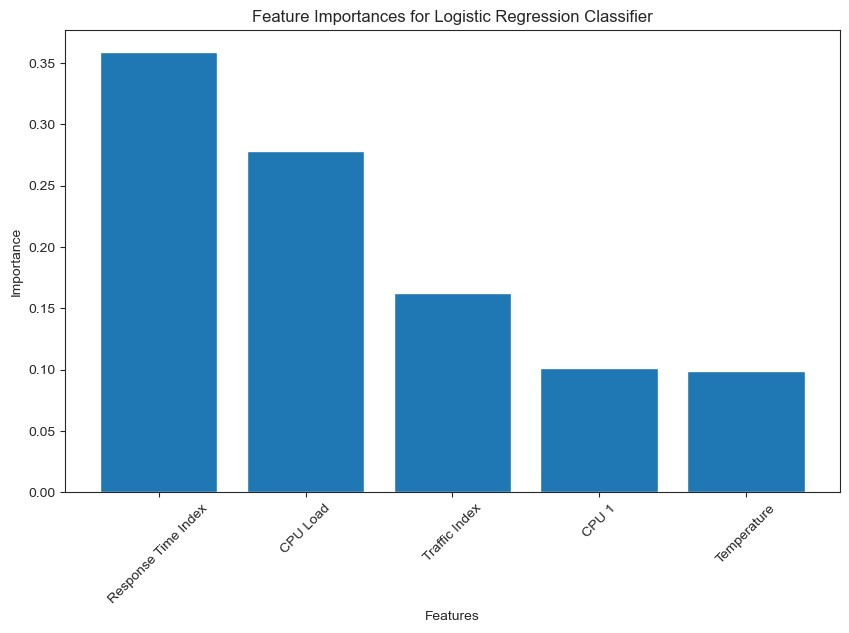 Feature Importances for Logistic Regression Classifier
Importance
0.35
0.30
0.25
0.20
0.15
0.10
0.05
0.00
Response Time Index
CPU Load
Traffic Index
CPU 1
Temperature
Features